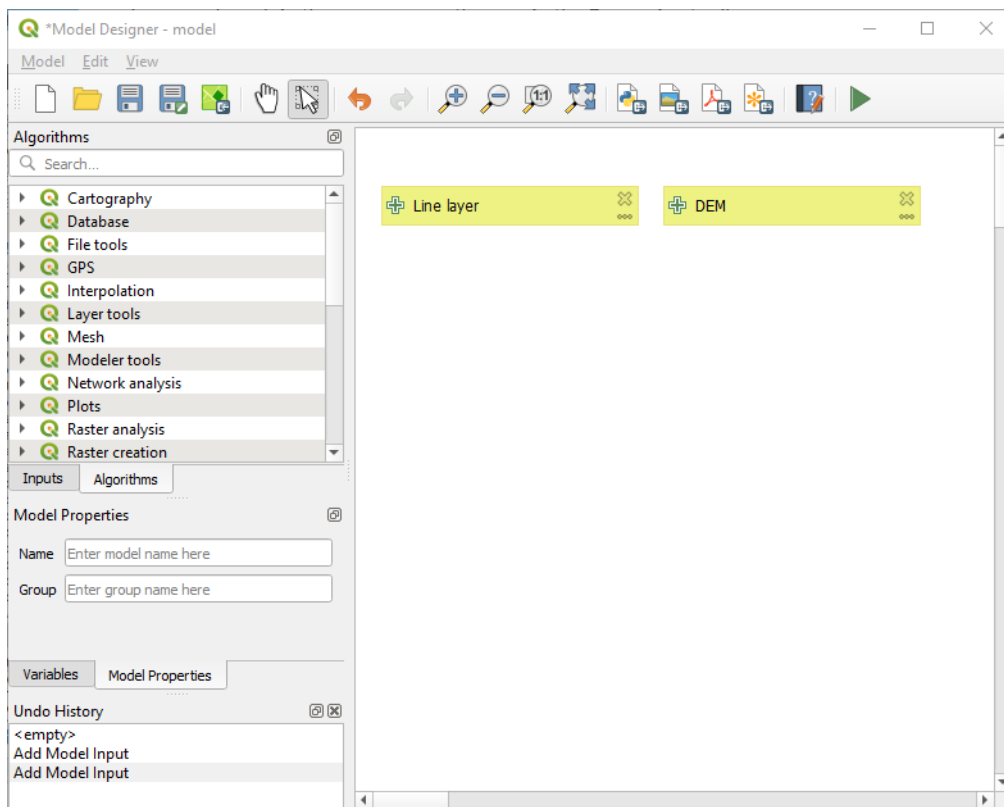 *Model Designer - model
Model Edit View
Algorithms
Search...
Cartography
Database
File tools
GPS
Interpolation
Layer tools
Mesh
Modeler tools
Network analysis
Plots
Raster analysis
Raster creation
Inputs Algorithms
Model Properties
Name Enter model name here
Group Enter group name here
Variables Model Properties
Undo History
<empty>
Add Model Input
Add Model Input
Line layer
DEM